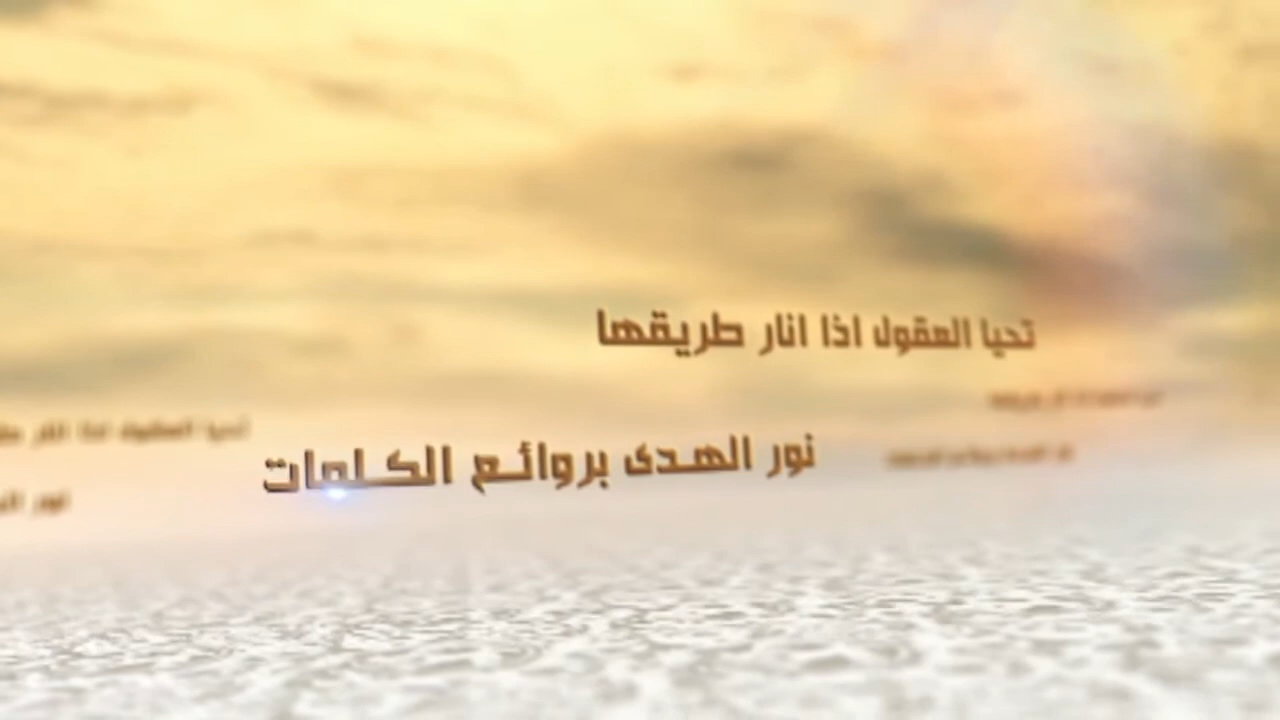 تحيا العقول اذا انار طريقها
نور الهدى بروائع الكلمات